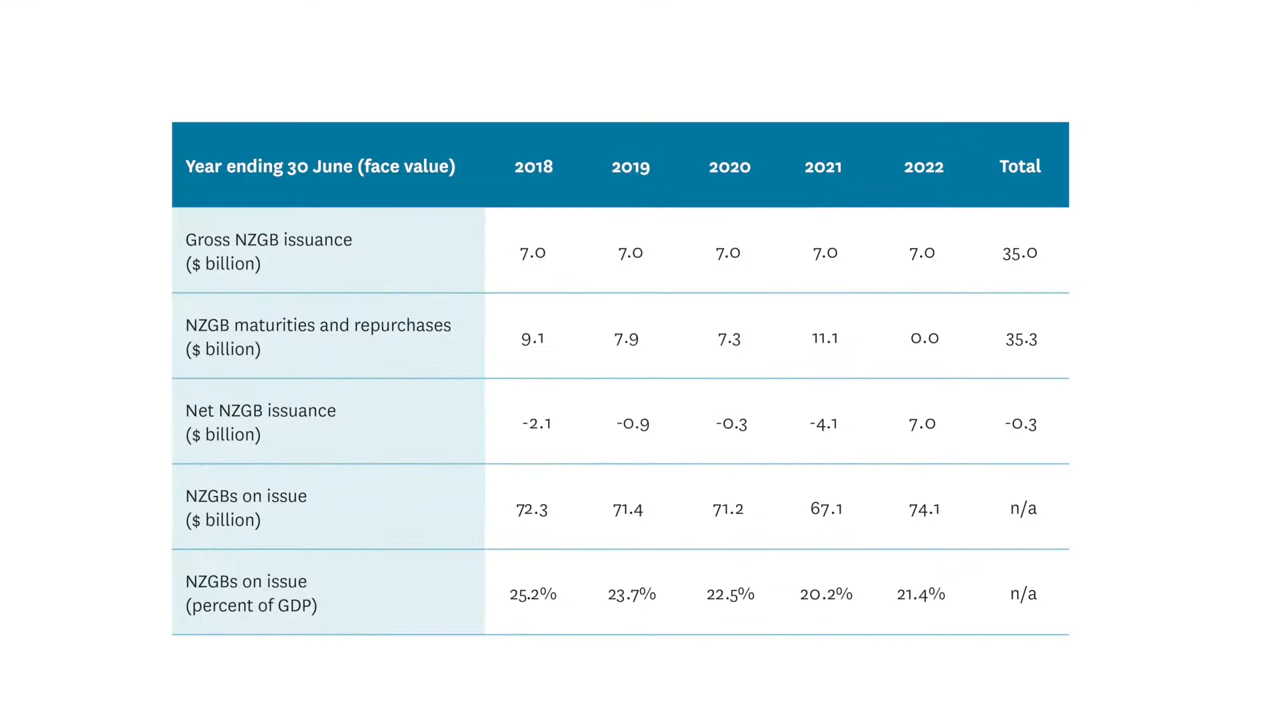 Year ending 30 June (face value) 2018 2019 2020 2021 2022 Total
Gross NZGB issuance
($ billion) 7.0 7.0 7.0 7.0 7.0 35.0
NZGB maturities and repurchases
($ billion) 9.1 7.9 7.3 11.1 0.0 35.3
Net NZGB issuance
($ billion) -2.1 -0.9 -0.3 -4.1 7.0 -0.3
NZGBs on issue
($ billion) 72.3 71.4 71.2 67.1 74.1 n/a
NZGBs on issue
(percent of GDP) 25.2% 23.7% 22.5% 20.2% 21.4% n/a